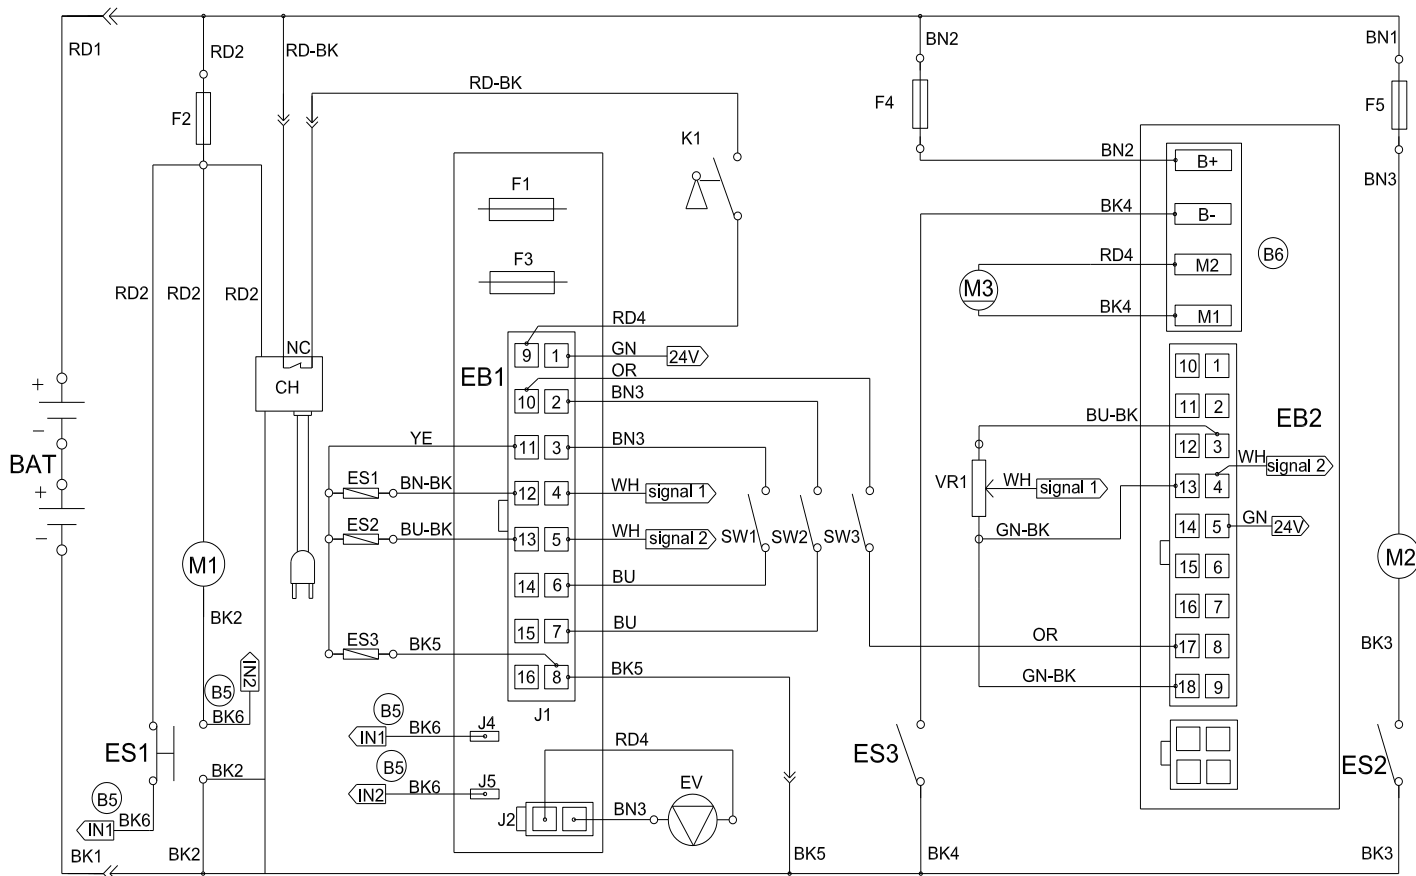 RD1
RD2
RD-BK
BN2
BN1
RD-BK
F2
K1
F4
F5
BN2
B+
BN3
F1
BK4
B-
F3
RD4
M2
B6
M3
RD2
RD2
RD2
BK4
M1
RD4
NC
9
1
GN
24V
CH
EB1
OR
10
1
10
2
BN3
11
2
EB2
BU-BK
YE
11
3
BN3
12
3
+
−
BAT
+
−
ES1
BN-BK
12
4
WH
signal 1
VR1
WH
signal 1
13
4
WH
signal 2
ES2
BU-BK
13
5
WH
signal 2
SW1
SW2
SW3
GN-BK
14
5
GN
24V
M1
M2
14
6
BU
15
6
BK2
15
7
BU
16
7
ES3
BK5
OR
17
8
BK3
16
8
BK5
GN-BK
18
9
IN2
B5
BK6
J1
B5
IN1
BK6
J4
RD4
ES1
ES3
ES2
BK2
B5
IN2
BK6
J5
EV
B5
IN1
BK6
J2
BN3
BK1
BK2
BK5
BK4
BK3